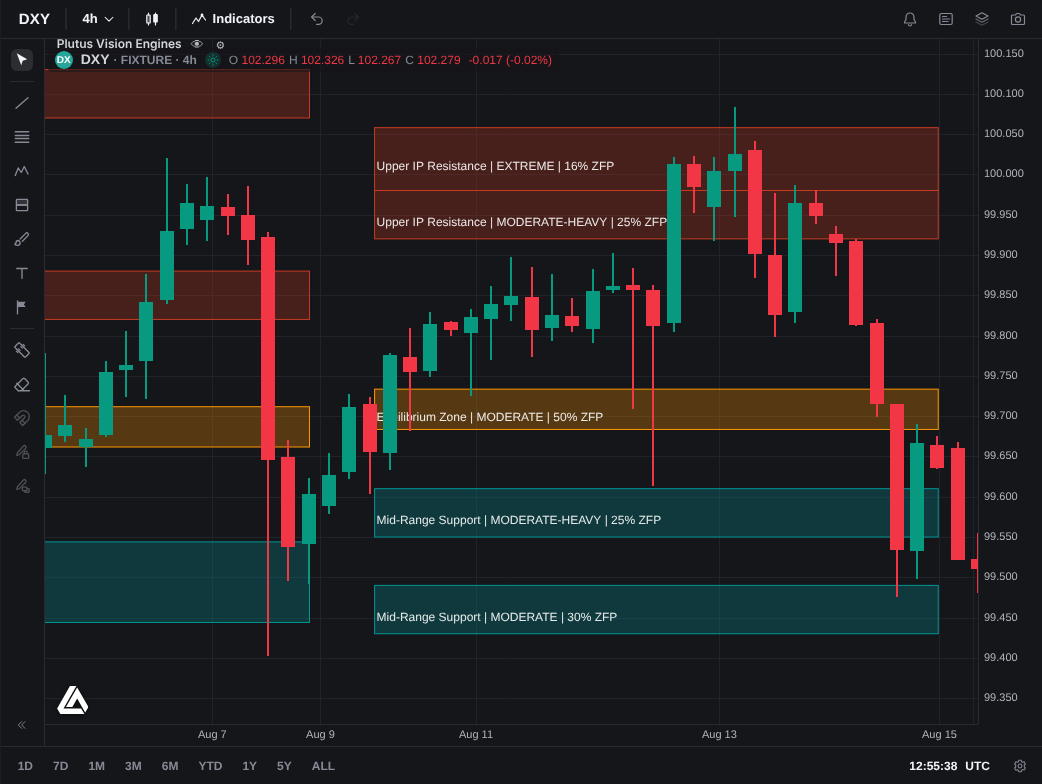 DXY 4h Indicators
Plutus Vision Engines
DX DXY · FIXTURE · 4h O 102.296 H 102.326 L 102.267 C 102.279 -0.017 (-0.02%)
100.150
100.100
100.050
Upper IP Resistance | EXTREME | 16% ZFP
100.000
Upper IP Resistance | MODERATE-HEAVY | 25% ZFP
99.950
99.900
99.850
99.800
99.750
Equilibrium Zone | MODERATE | 50% ZFP
99.700
99.650
99.600
Mid-Range Support | MODERATE-HEAVY | 25% ZFP
99.550
99.500
Mid-Range Support | MODERATE | 30% ZFP
99.450
99.400
99.350
Aug 7 Aug 9 Aug 11 Aug 13 Aug 15
1D 7D 1M 3M 6M YTD 1Y 5Y ALL 12:55:38 UTC